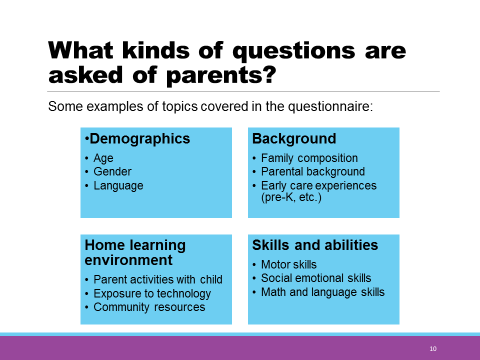 What kinds of questions are
asked of parents?
Some examples of topics covered in the questionnaire:
•Demographics
• Age
• Gender
• Language
Background
• Family composition
• Parental background
• Early care experiences
(pre-K, etc.)
Home learning
environment
• Parent activities with child
• Exposure to technology
• Community resources
Skills and abilities
• Motor skills
• Social emotional skills
• Math and language skills
10